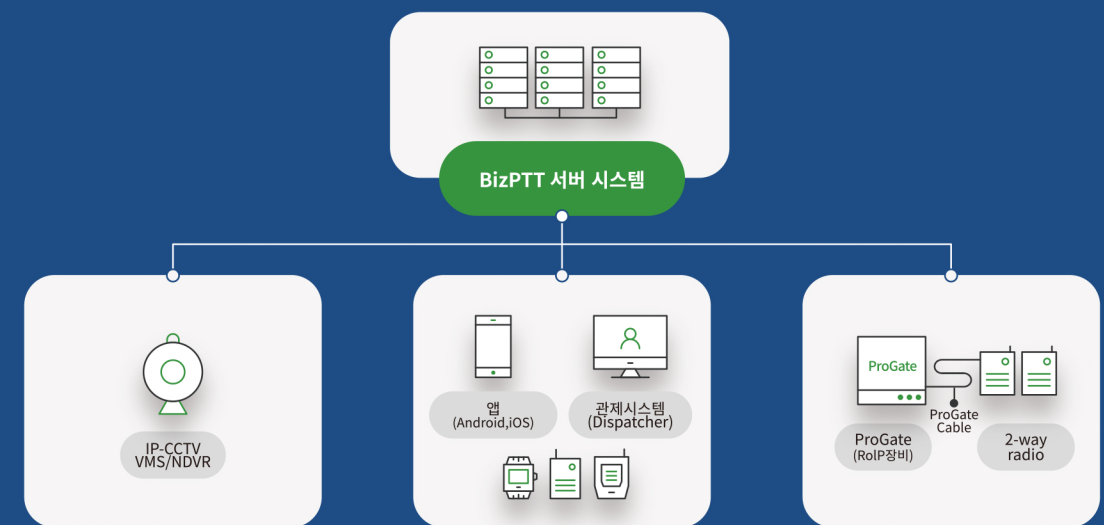 BizPTT 서버 시스템
IP-CCTV
VMS/NDVR
앱
(Android,iOS)
관제시스템
(Dispatcher)
ProGate
ProGate
Cable
ProGate
(RoIP장비)
2-way
radio